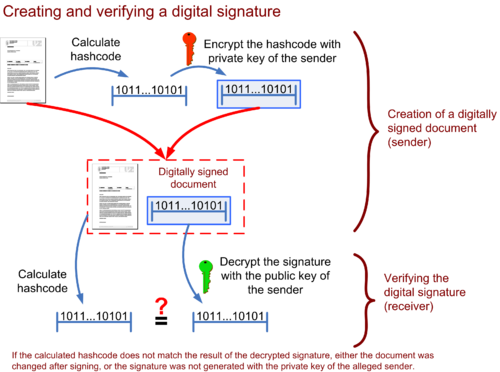 Creating and verifying a digital signature
Calculate
hashcode
Encrypt the hashcode with
private key of the sender
1011...10101
1011...10101
Creation of a digitally
signed document
(sender)
Digitally signed
document
1011...10101
Calculate
hashcode
Decrypt the signature
with the public key of
the sender
Verifying the
digital signature
(receiver)
1011...10101
?
=
1011...10101
If the calculated hashcode does not match the result of the decrypted signature, either the document was
changed after signing, or the signature was not generated with the private key of the alleged sender.